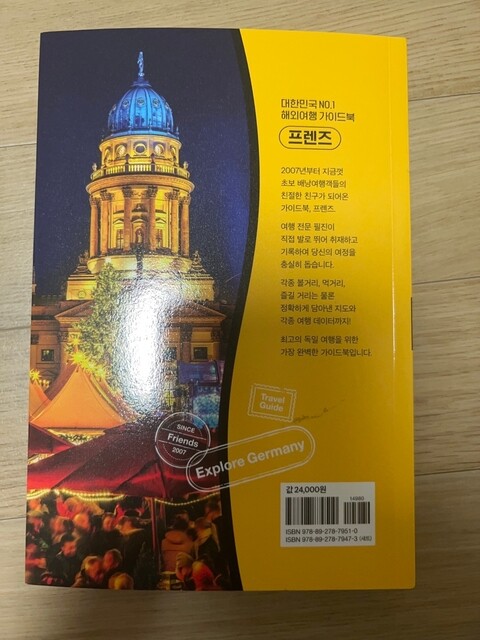 대한민국 NO.1
해외여행 가이드북
프렌즈
2007년부터 지금껏
초보 배낭여행객들의
친절한 친구가 되어온
가이드북, 프렌즈.
여행 전문 필진이
직접 발로 뛰어 취재하고
기록하여 당신의 여정을
충실히 돕습니다.
각종 볼거리, 먹거리,
즐길 거리는 물론
정확하게 담아낸 지도와
각종 여행 데이터까지!
최고의 독일 여행을 위한
가장 완벽한 가이드북입니다.
Travel
Guide
SINCE
Friends
2007
Explore Germany
값 24,000원
14980
ISBN 978-89-278-7951-0
ISBN 978-89-278-7947-3 (세트)